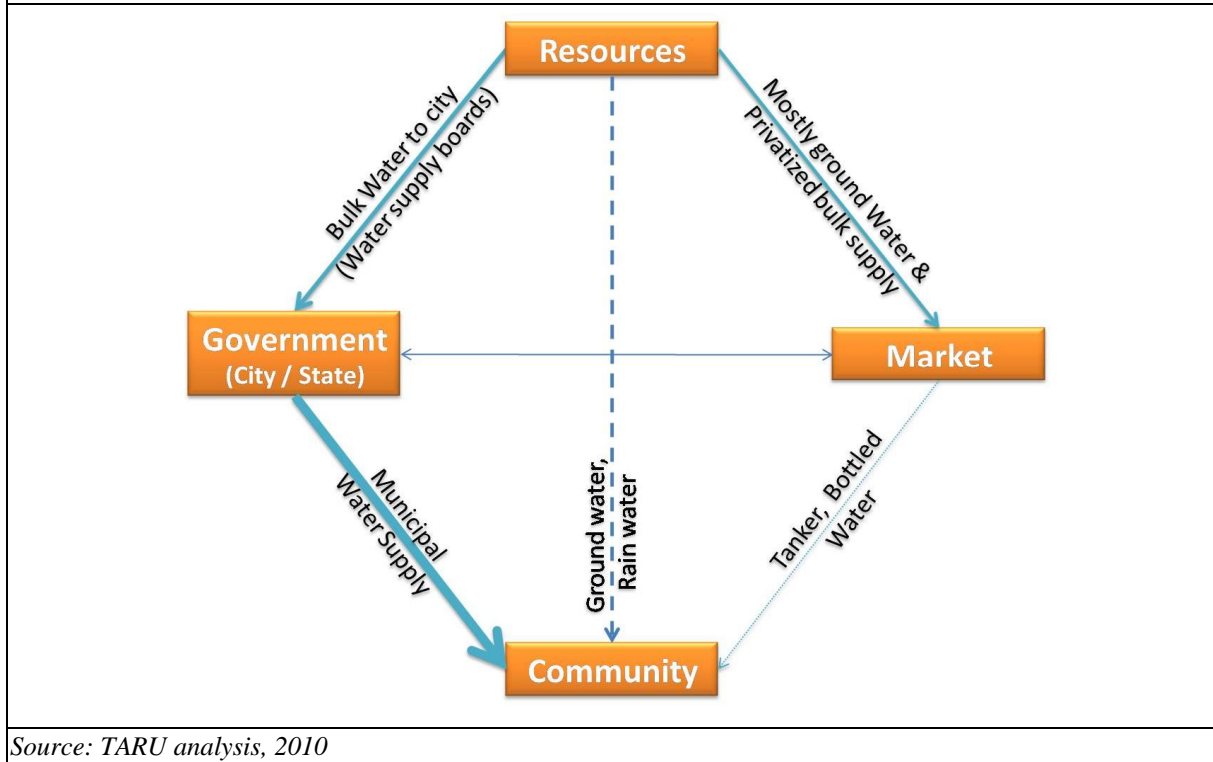 Resources
Bulk Water to city
(Water supply boards)
Mostly ground Water &
Privatized bulk supply
Government
(City / State)
Market
Municipal
Water Supply
Ground water,
Rain water
Tanker, Bottled
Water
Community
Source: TARU analysis, 2010